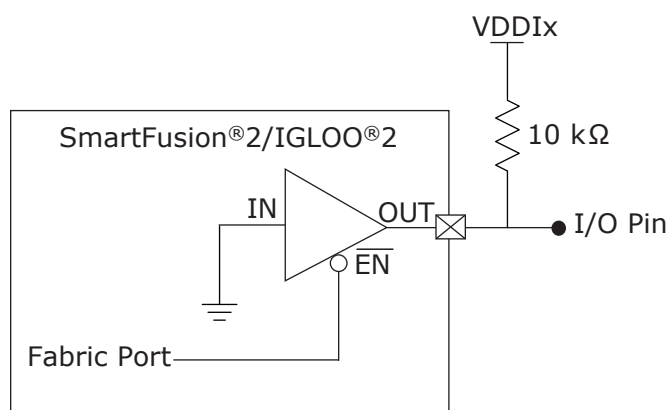 VDDIx
SmartFusion®2/IGLOO®2
10 kΩ
IN
OUT
I/O Pin
EN
Fabric Port